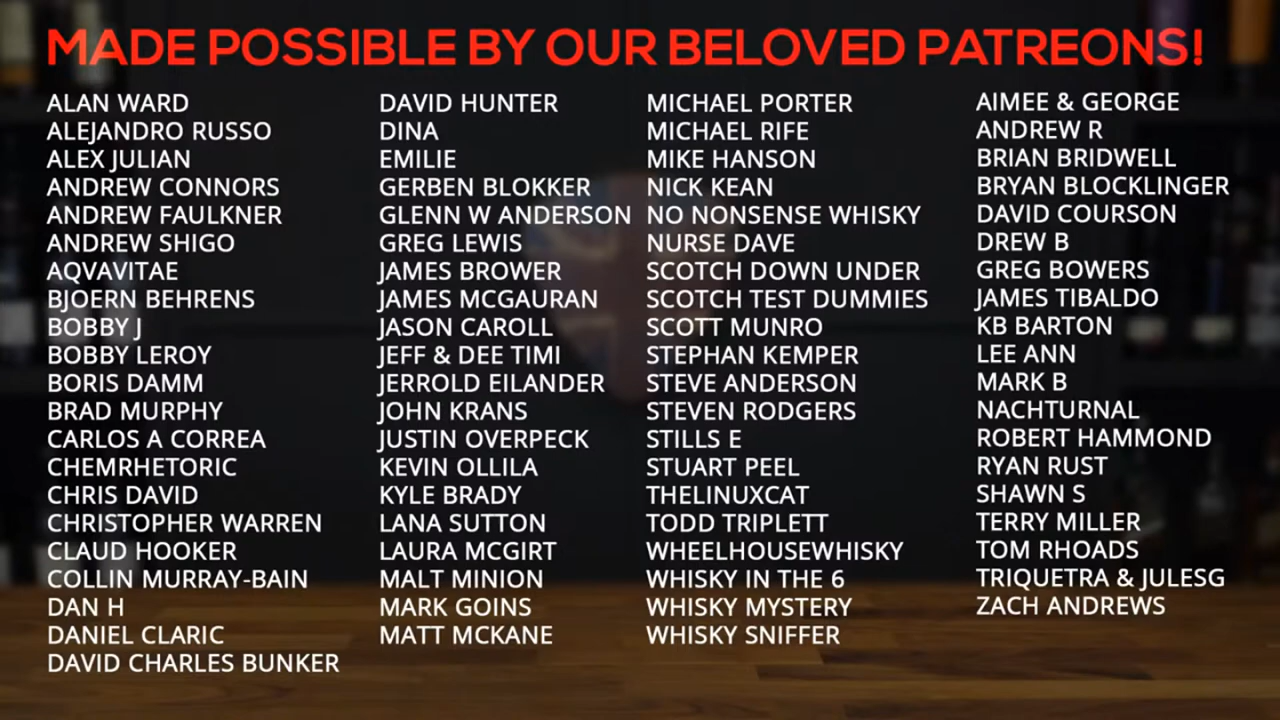 MADE POSSIBLE BY OUR BELOVED PATREONS!
ALAN WARD
ALEJANDRO RUSSO
ALEX JULIAN
ANDREW CONNORS
ANDREW FAULKNER
ANDREW SHIGO
AQVAVITAE
BJOERN BEHRENS
BOBBY J
BOBBY LEROY
BORIS DAMM
BRAD MURPHY
CARLOS A CORREA
CHEMRHETORIC
CHRIS DAVID
CHRISTOPHER WARREN
CLAUD HOOKER
COLLIN MURRAY-BAIN
DAN H
DANIEL CLARIC
DAVID CHARLES BUNKER
DAVID HUNTER
DINA
EMILIE
GERBEN BLOKKER
GLENN W ANDERSON
GREG LEWIS
JAMES BROWER
JAMES MCGAURAN
JASON CAROLL
JEFF & DEE TIMI
JERROLD EILANDER
JOHN KRANS
JUSTIN OVERPECK
KEVIN OLLILA
KYLE BRADY
LANA SUTTON
LAURA MCGIRT
MALT MINION
MARK GOINS
MATT MCKANE
MICHAEL PORTER
MICHAEL RIFE
MIKE HANSON
NICK KEAN
NO NONSENSE WHISKY
NURSE DAVE
SCOTCH DOWN UNDER
SCOTCH TEST DUMMIES
SCOTT MUNRO
STEPHAN KEMPER
STEVE ANDERSON
STEVEN RODGERS
STILLS E
STUART PEEL
THELINUXCAT
TODD TRIPLETT
WHEELHOUSEWHISKY
WHISKY IN THE 6
WHISKY MYSTERY
WHISKY SNIFFER
AIMEE & GEORGE
ANDREW R
BRIAN BRIDWELL
BRYAN BLOCKLINGER
DAVID COURSON
DREW B
GREG BOWERS
JAMES TIBALDO
KB BARTON
LEE ANN
MARK B
NACHTURNAL
ROBERT HAMMOND
RYAN RUST
SHAWN S
TERRY MILLER
TOM RHOADS
TRIQUETRA & JULESG
ZACH ANDREWS